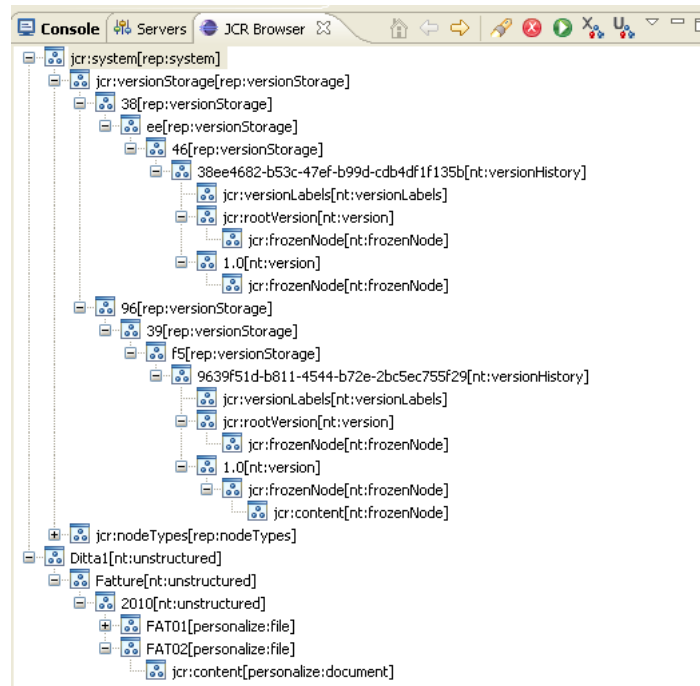 Console Servers JCR Browser
jcr:system[rep:system]
jcr:versionStorage[rep:versionStorage]
38[rep:versionStorage]
ee[rep:versionStorage]
46[rep:versionStorage]
38ee4682-b53c-47ef-b99d-cdb4df1f135b[nt:versionHistory]
jcr:versionLabels[nt:versionLabels]
jcr:rootVersion[nt:version]
jcr:frozenNode[nt:frozenNode]
1.0[nt:version]
jcr:frozenNode[nt:frozenNode]
96[rep:versionStorage]
39[rep:versionStorage]
f5[rep:versionStorage]
9639f51d-b811-4544-b72e-2bc5ec755f29[nt:versionHistory]
jcr:versionLabels[nt:versionLabels]
jcr:rootVersion[nt:version]
jcr:frozenNode[nt:frozenNode]
1.0[nt:version]
jcr:frozenNode[nt:frozenNode]
jcr:content[nt:frozenNode]
jcr:nodeTypes[rep:nodeTypes]
Ditta1[nt:unstructured]
Fatture[nt:unstructured]
2010[nt:unstructured]
FAT01[personalize:file]
FAT02[personalize:file]
jcr:content[personalize:document]